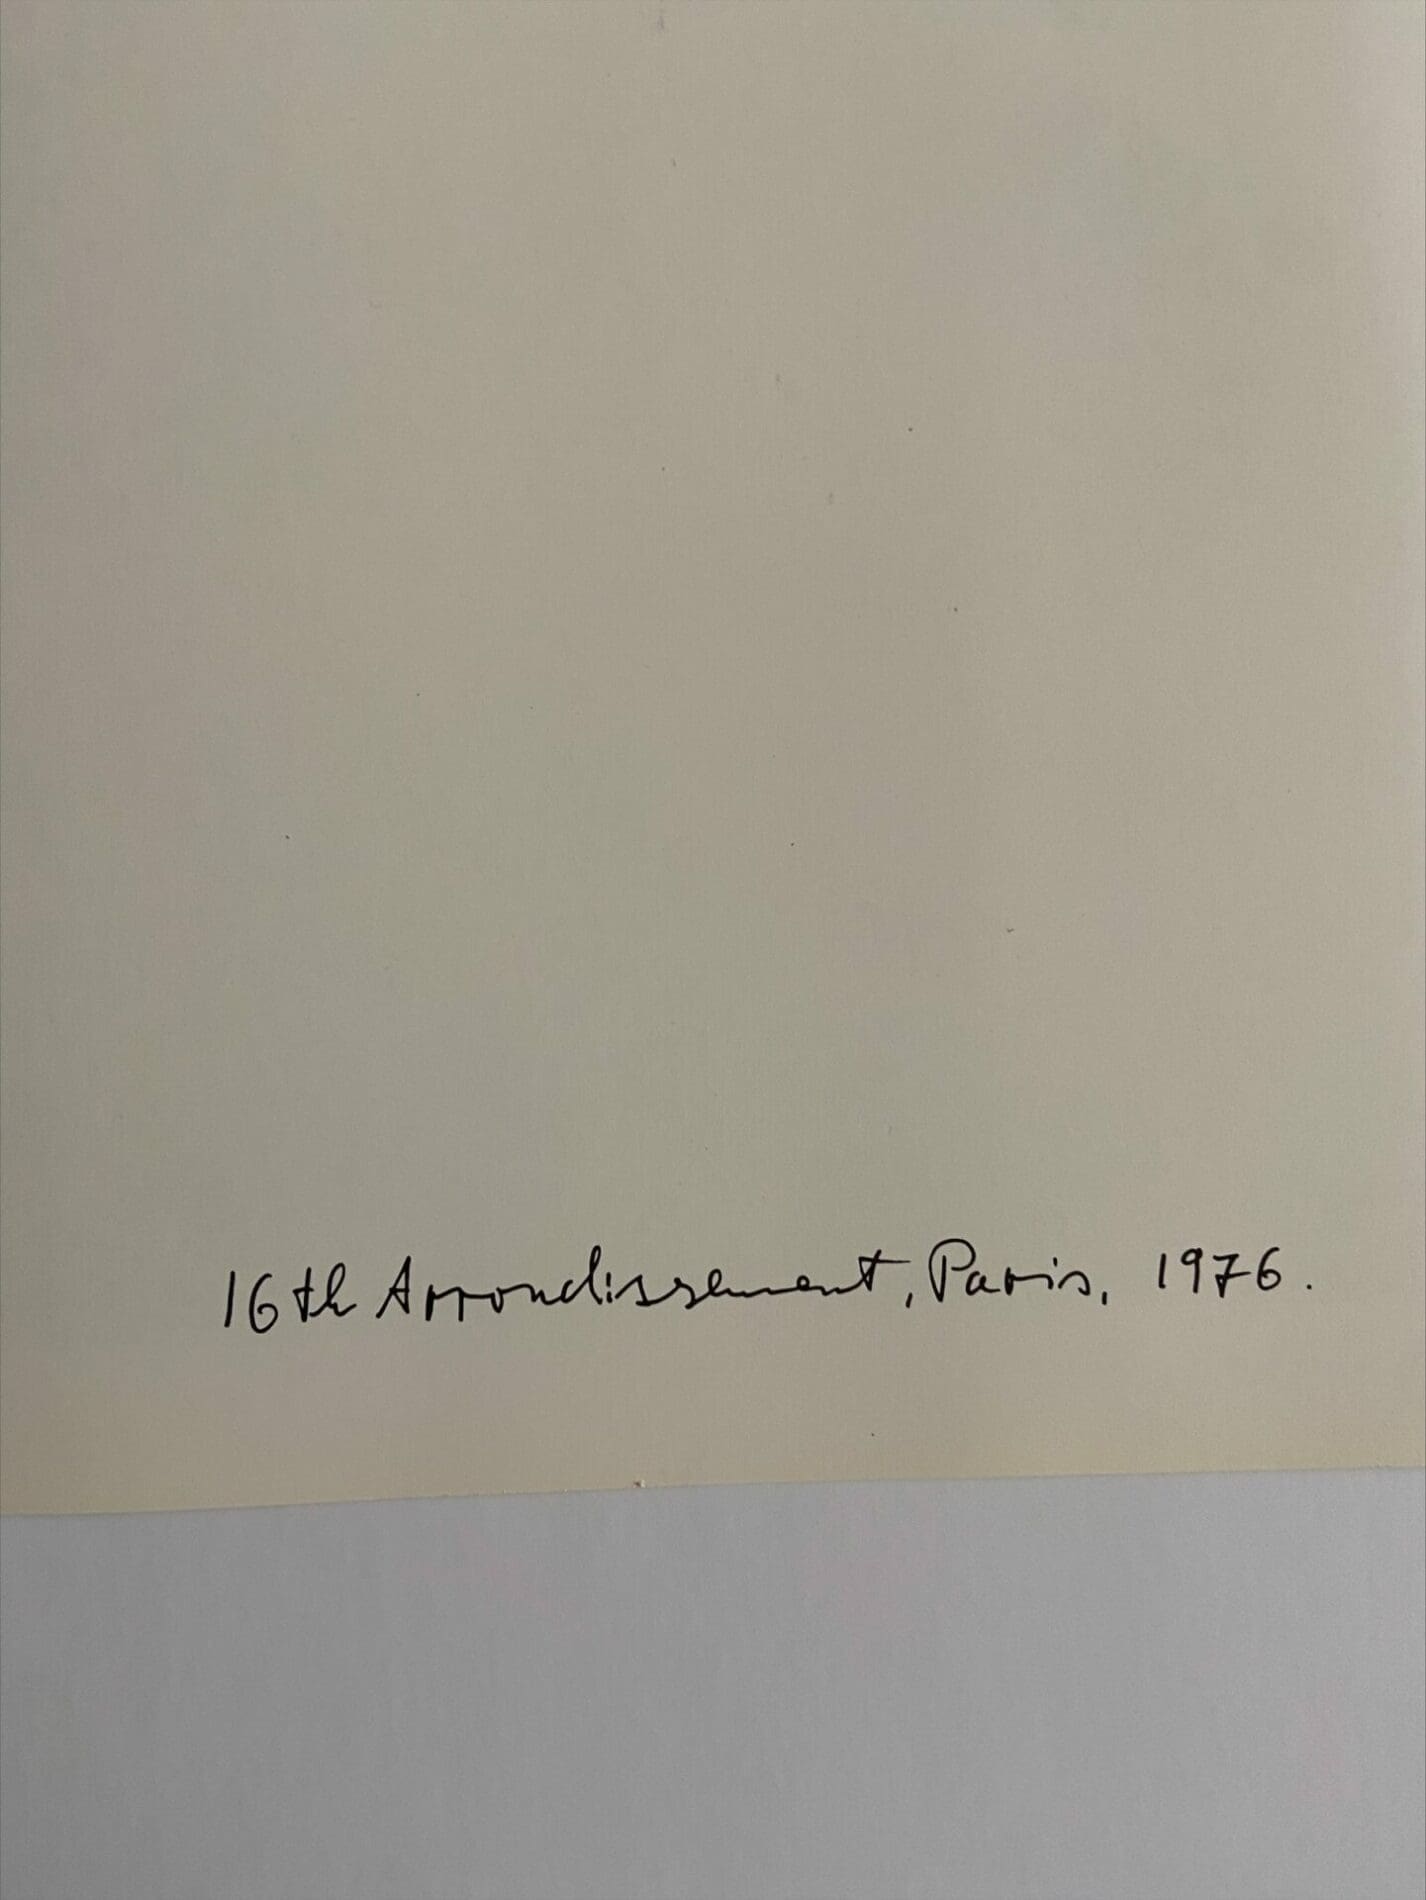 16th Arrondissement, Paris, 1976.